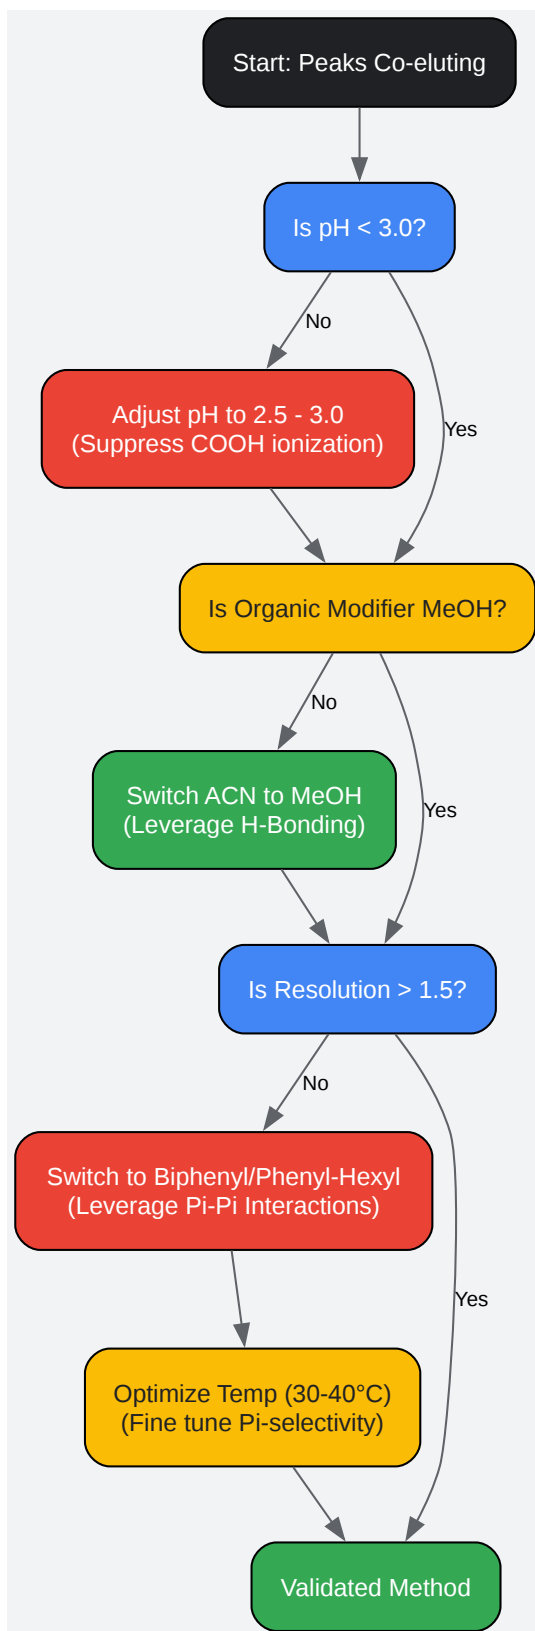 Start: Peaks Co-eluting
Is pH < 3.0?
No
Adjust pH to 2.5 - 3.0
(Suppress COOH ionization)
Yes
Is Organic Modifier MeOH?
No
Switch ACN to MeOH
(Leverage H-Bonding)
Yes
Is Resolution > 1.5?
No
Switch to Biphenyl/Phenyl-Hexyl
(Leverage Pi-Pi Interactions)
Yes
Optimize Temp (30-40°C)
(Fine tune Pi-selectivity)
Validated Method